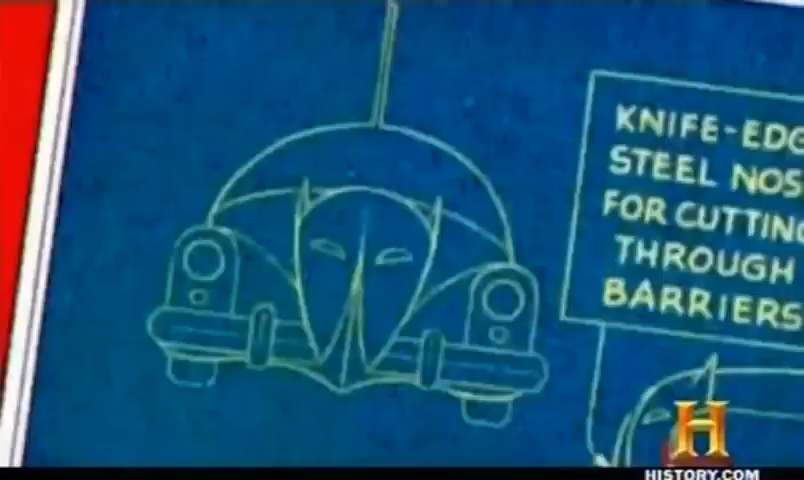 KNIFE-EDG
STEEL NOS
FOR CUTTING
THROUGH
BARRIERS
H
HISTORY.COM